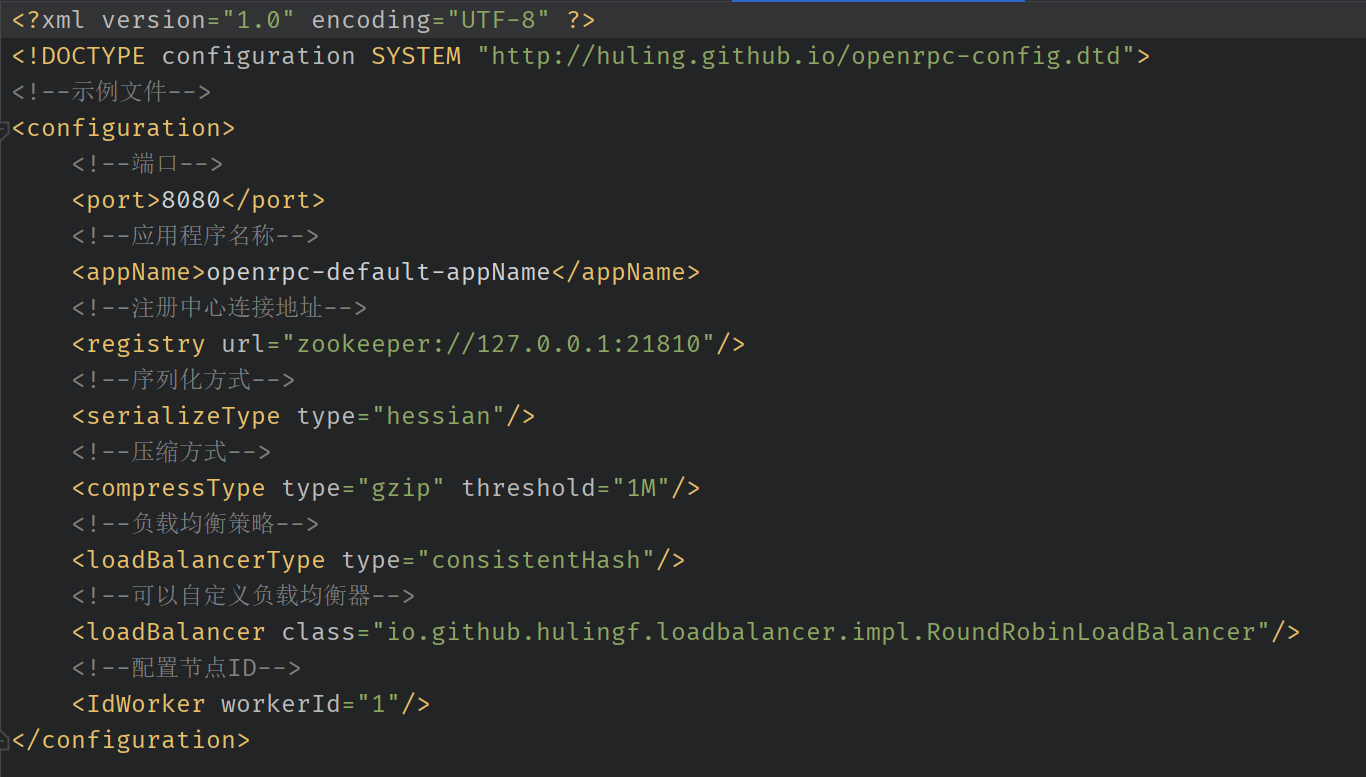 <?xml version="1.0" encoding="UTF-8" ?>
<!DOCTYPE configuration SYSTEM "http://huling.github.io/openrpc-config.dtd">
<!--示例文件-->
<configuration>
    <!--端口-->
    <port>8080</port>
    <!--应用程序名称-->
    <appName>openrpc-default-appName</appName>
    <!--注册中心连接地址-->
    <registry url="zookeeper://127.0.0.1:21810"/>
    <!--序列化方式-->
    <serializeType type="hessian"/>
    <!--压缩方式-->
    <compressType type="gzip" threshold="1M"/>
    <!--负载均衡策略-->
    <loadBalancerType type="consistentHash"/>
    <!--可以自定义负载均衡器-->
    <loadBalancer class="io.github.hulingf.loadbalancer.impl.RoundRobinLoadBalancer"/>
    <!--配置节点ID-->
    <IdWorker workerId="1"/>
</configuration>